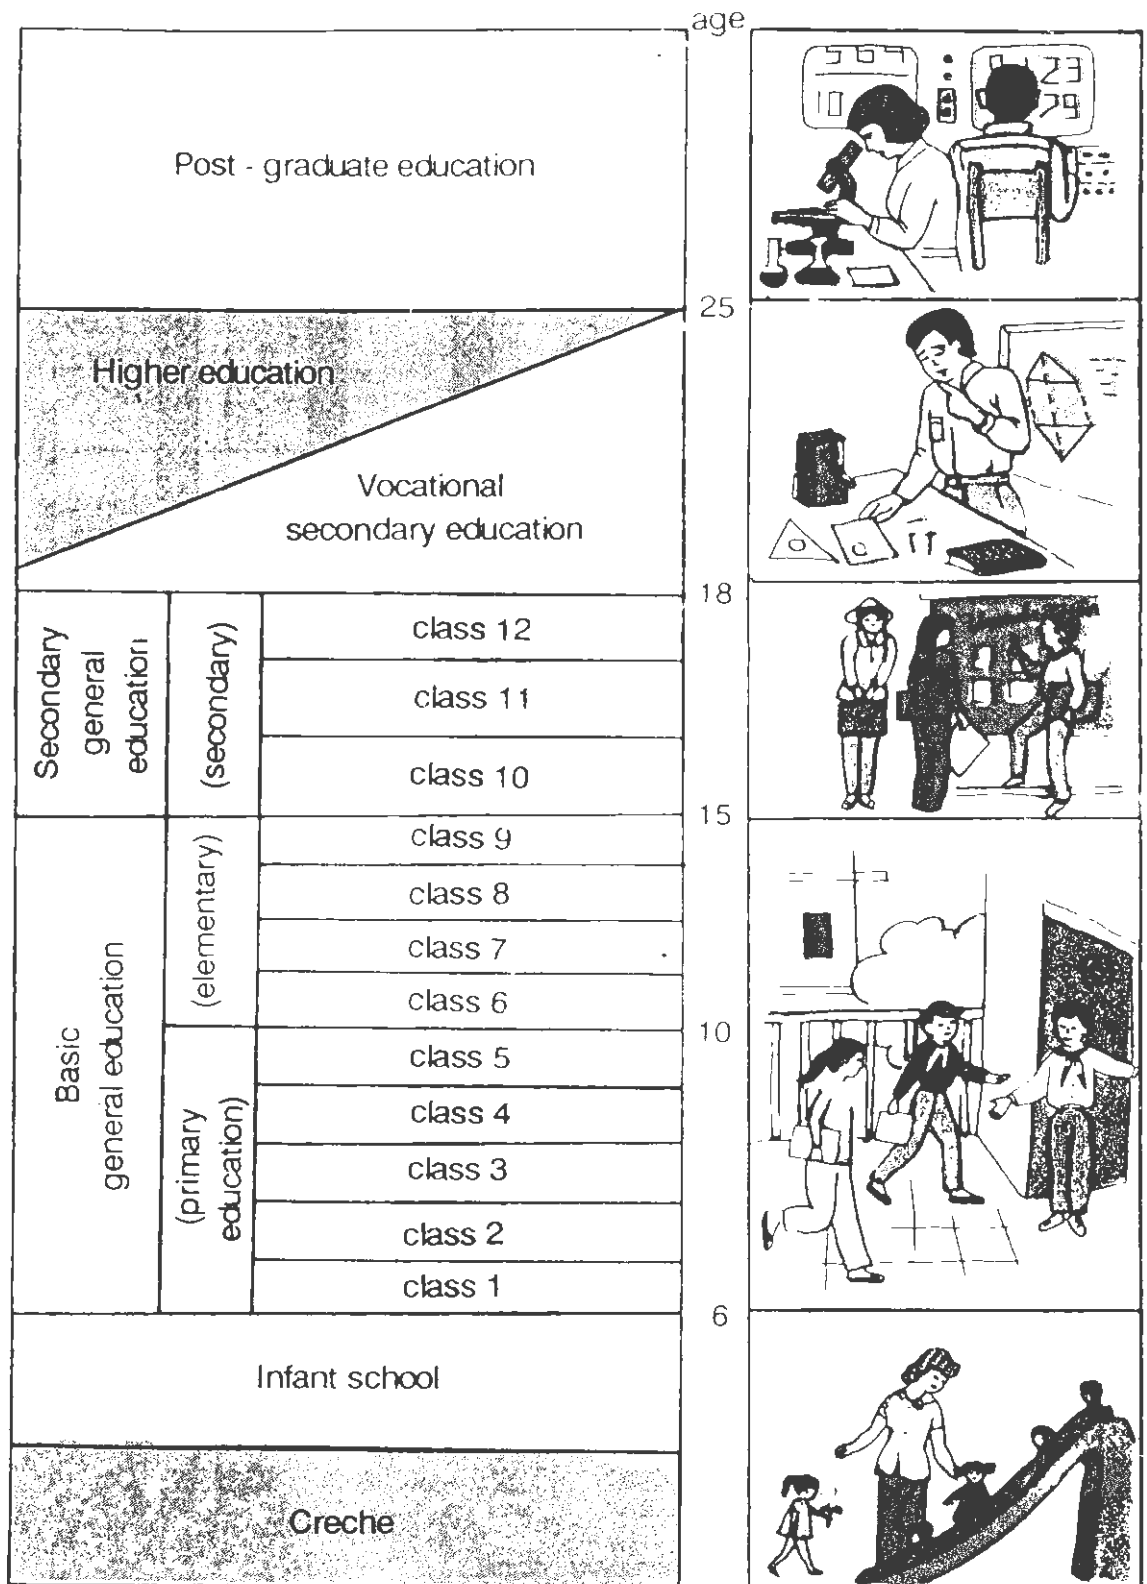 age
Post - graduate education
25
Higher education
Vocational
secondary education
18
Secondary
general
education
(secondary)
class 12
class 11
class 10
15
Basic
general education
(elementary)
class 9
class 8
class 7
class 6
10
(primary
education)
class 5
class 4
class 3
class 2
class 1
6
Infant school
Creche